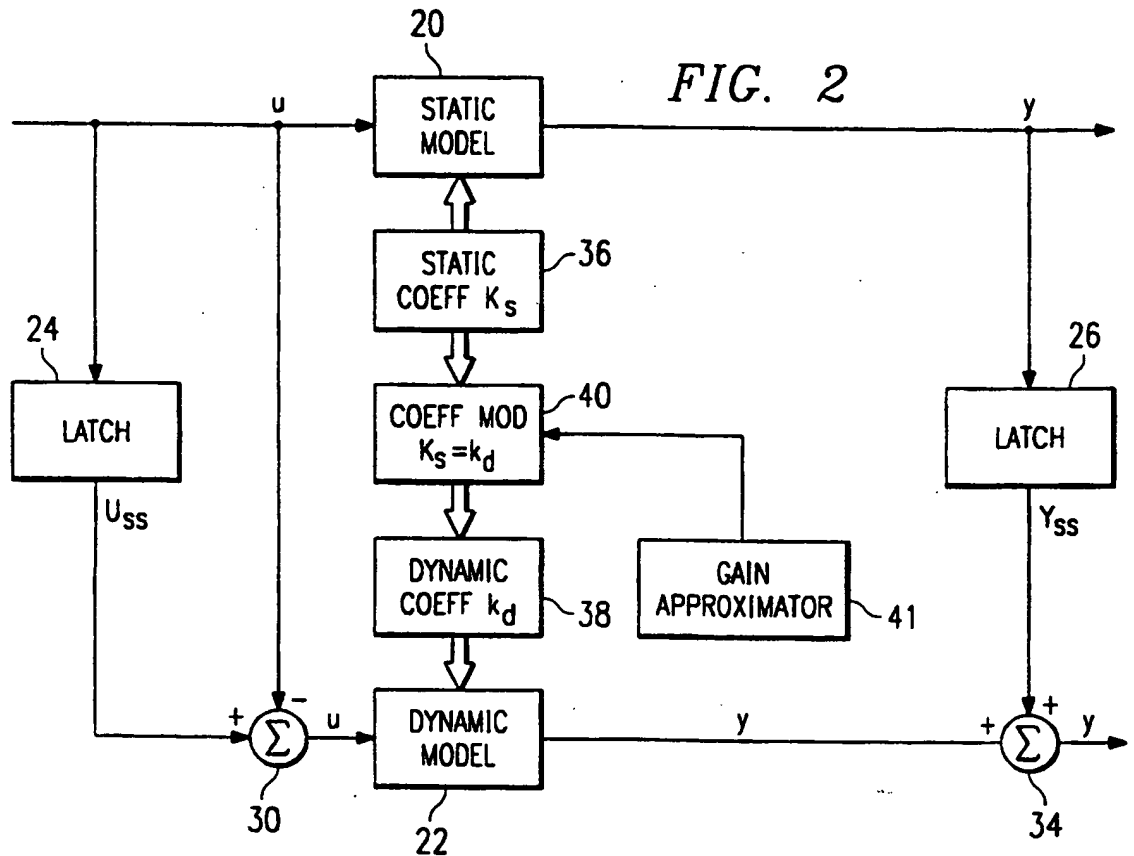 20
FIG. 2
u
STATIC
MODEL
y
STATIC
COEFF Ks
36
24
LATCH
COEFF MOD
Ks=kd
40
26
LATCH
Uss
Yss
DYNAMIC
COEFF kd
38
GAIN
APPROXIMATOR
41
+
-
Σ
u
DYNAMIC
MODEL
y
+
+
Σ
y
30
22
34